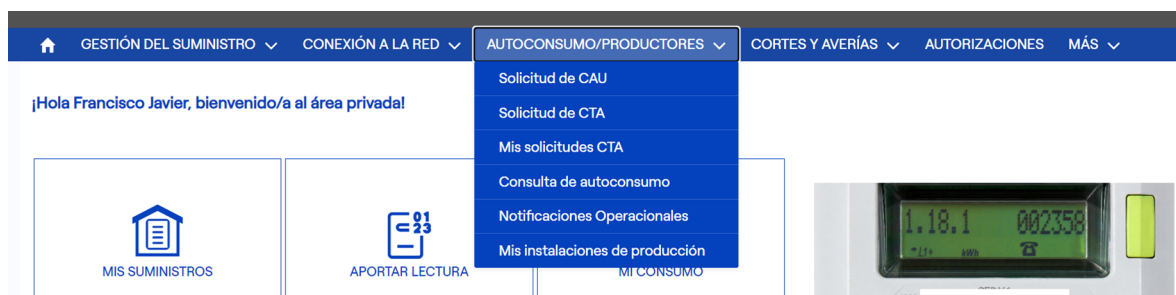 GESTIÓN DEL SUMINISTRO CONEXIÓN A LA RED AUTOCONSUMO/PRODUCTORES CORTES Y AVERÍAS AUTORIZACIONES MÁS
¡Hola Francisco Javier, bienvenido/a al área privada!
Solicitud de CAU
Solicitud de CTA
Mis solicitudes CTA
Consulta de autoconsumo
Notificaciones Operacionales
Mis instalaciones de producción
01
23
MIS SUMINISTROS
APORTAR LECTURA
MI CONSUMO
1.18.1 002358
L1+ kWh